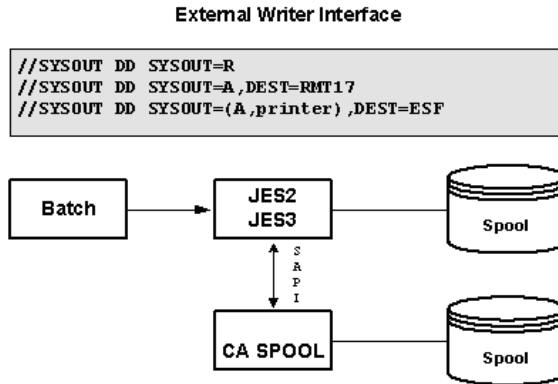 External Writer Interface
//SYSOUT DD SYSOUT=R
//SYSOUT DD SYSOUT=A,DEST=RMT17
//SYSOUT DD SYSOUT=(A,printer),DEST=ESF
Batch
JES2
JES3
Spool
S
A
P
I
CA SPOOL
Spool